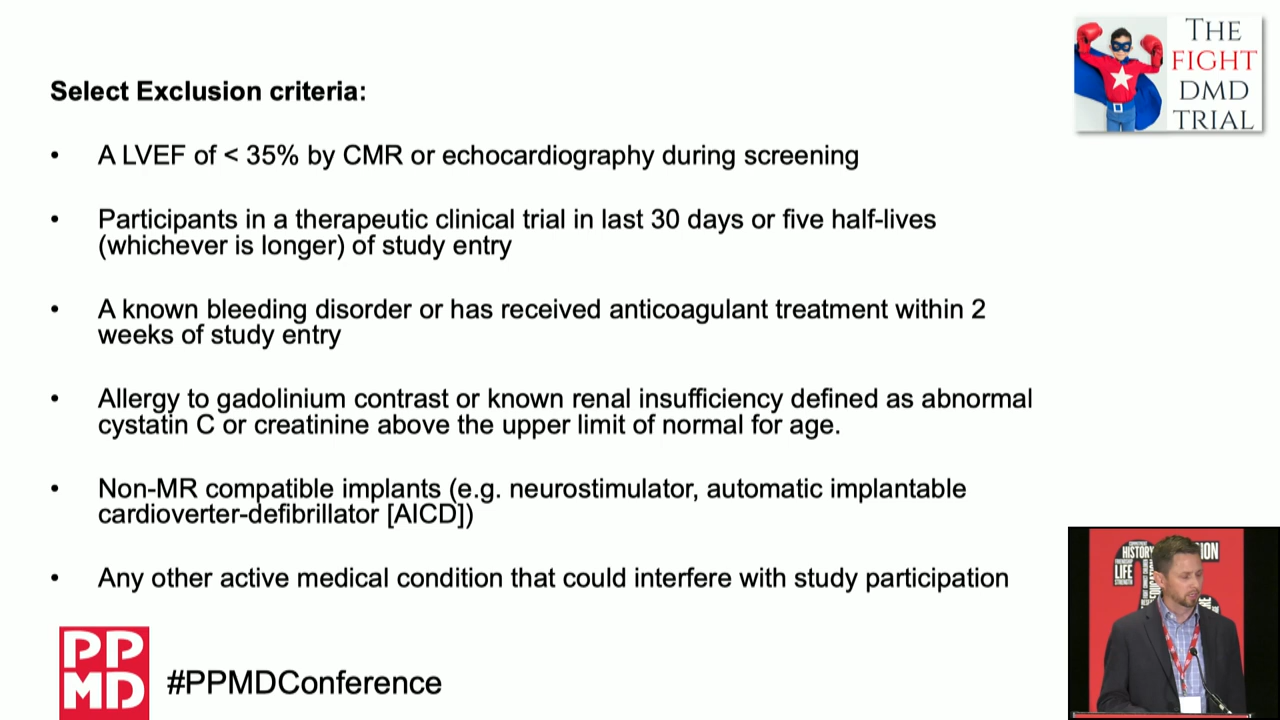 THE
FIGHT
DMD
TRIAL
Select Exclusion criteria:
• A LVEF of < 35% by CMR or echocardiography during screening
• Participants in a therapeutic clinical trial in last 30 days or five half-lives
(whichever is longer) of study entry
• A known bleeding disorder or has received anticoagulant treatment within 2
weeks of study entry
• Allergy to gadolinium contrast or known renal insufficiency defined as abnormal
cystatin C or creatinine above the upper limit of normal for age.
• Non-MR compatible implants (e.g. neurostimulator, automatic implantable
cardioverter-defibrillator [AICD])
• Any other active medical condition that could interfere with study participation
PP
MD
#PPMDConference
HISTORY
LIFE
STRENGTH
ION